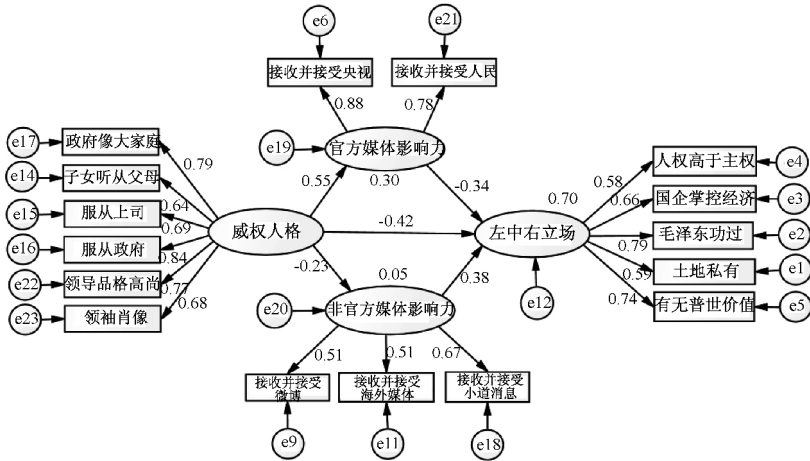 e6
e21
接收并接受央视
接收并接受人民
0.88
0.78
e17
政府像大家庭
e19
官方媒体影响力
人权高于主权
e4
0.79
e14
子女听从父母
0.55
0.30
-0.34
0.70
0.58
国企掌控经济
e3
0.64
0.66
e15
服从上司
0.69
威权人格
-0.42
左中右立场
毛泽东功过
e2
e16
服从政府
0.84
0.79
-0.23
0.05
0.38
土地私有
e1
e22
领导品格高尚
0.77
0.59
e20
非官方媒体影响力
e12
0.74
有无普世价值
e5
e23
领袖肖像
0.68
0.51
0.51
0.67
接收并接受
微博
接收并接受
海外媒体
接收并接受
小道消息
e9
e11
e18